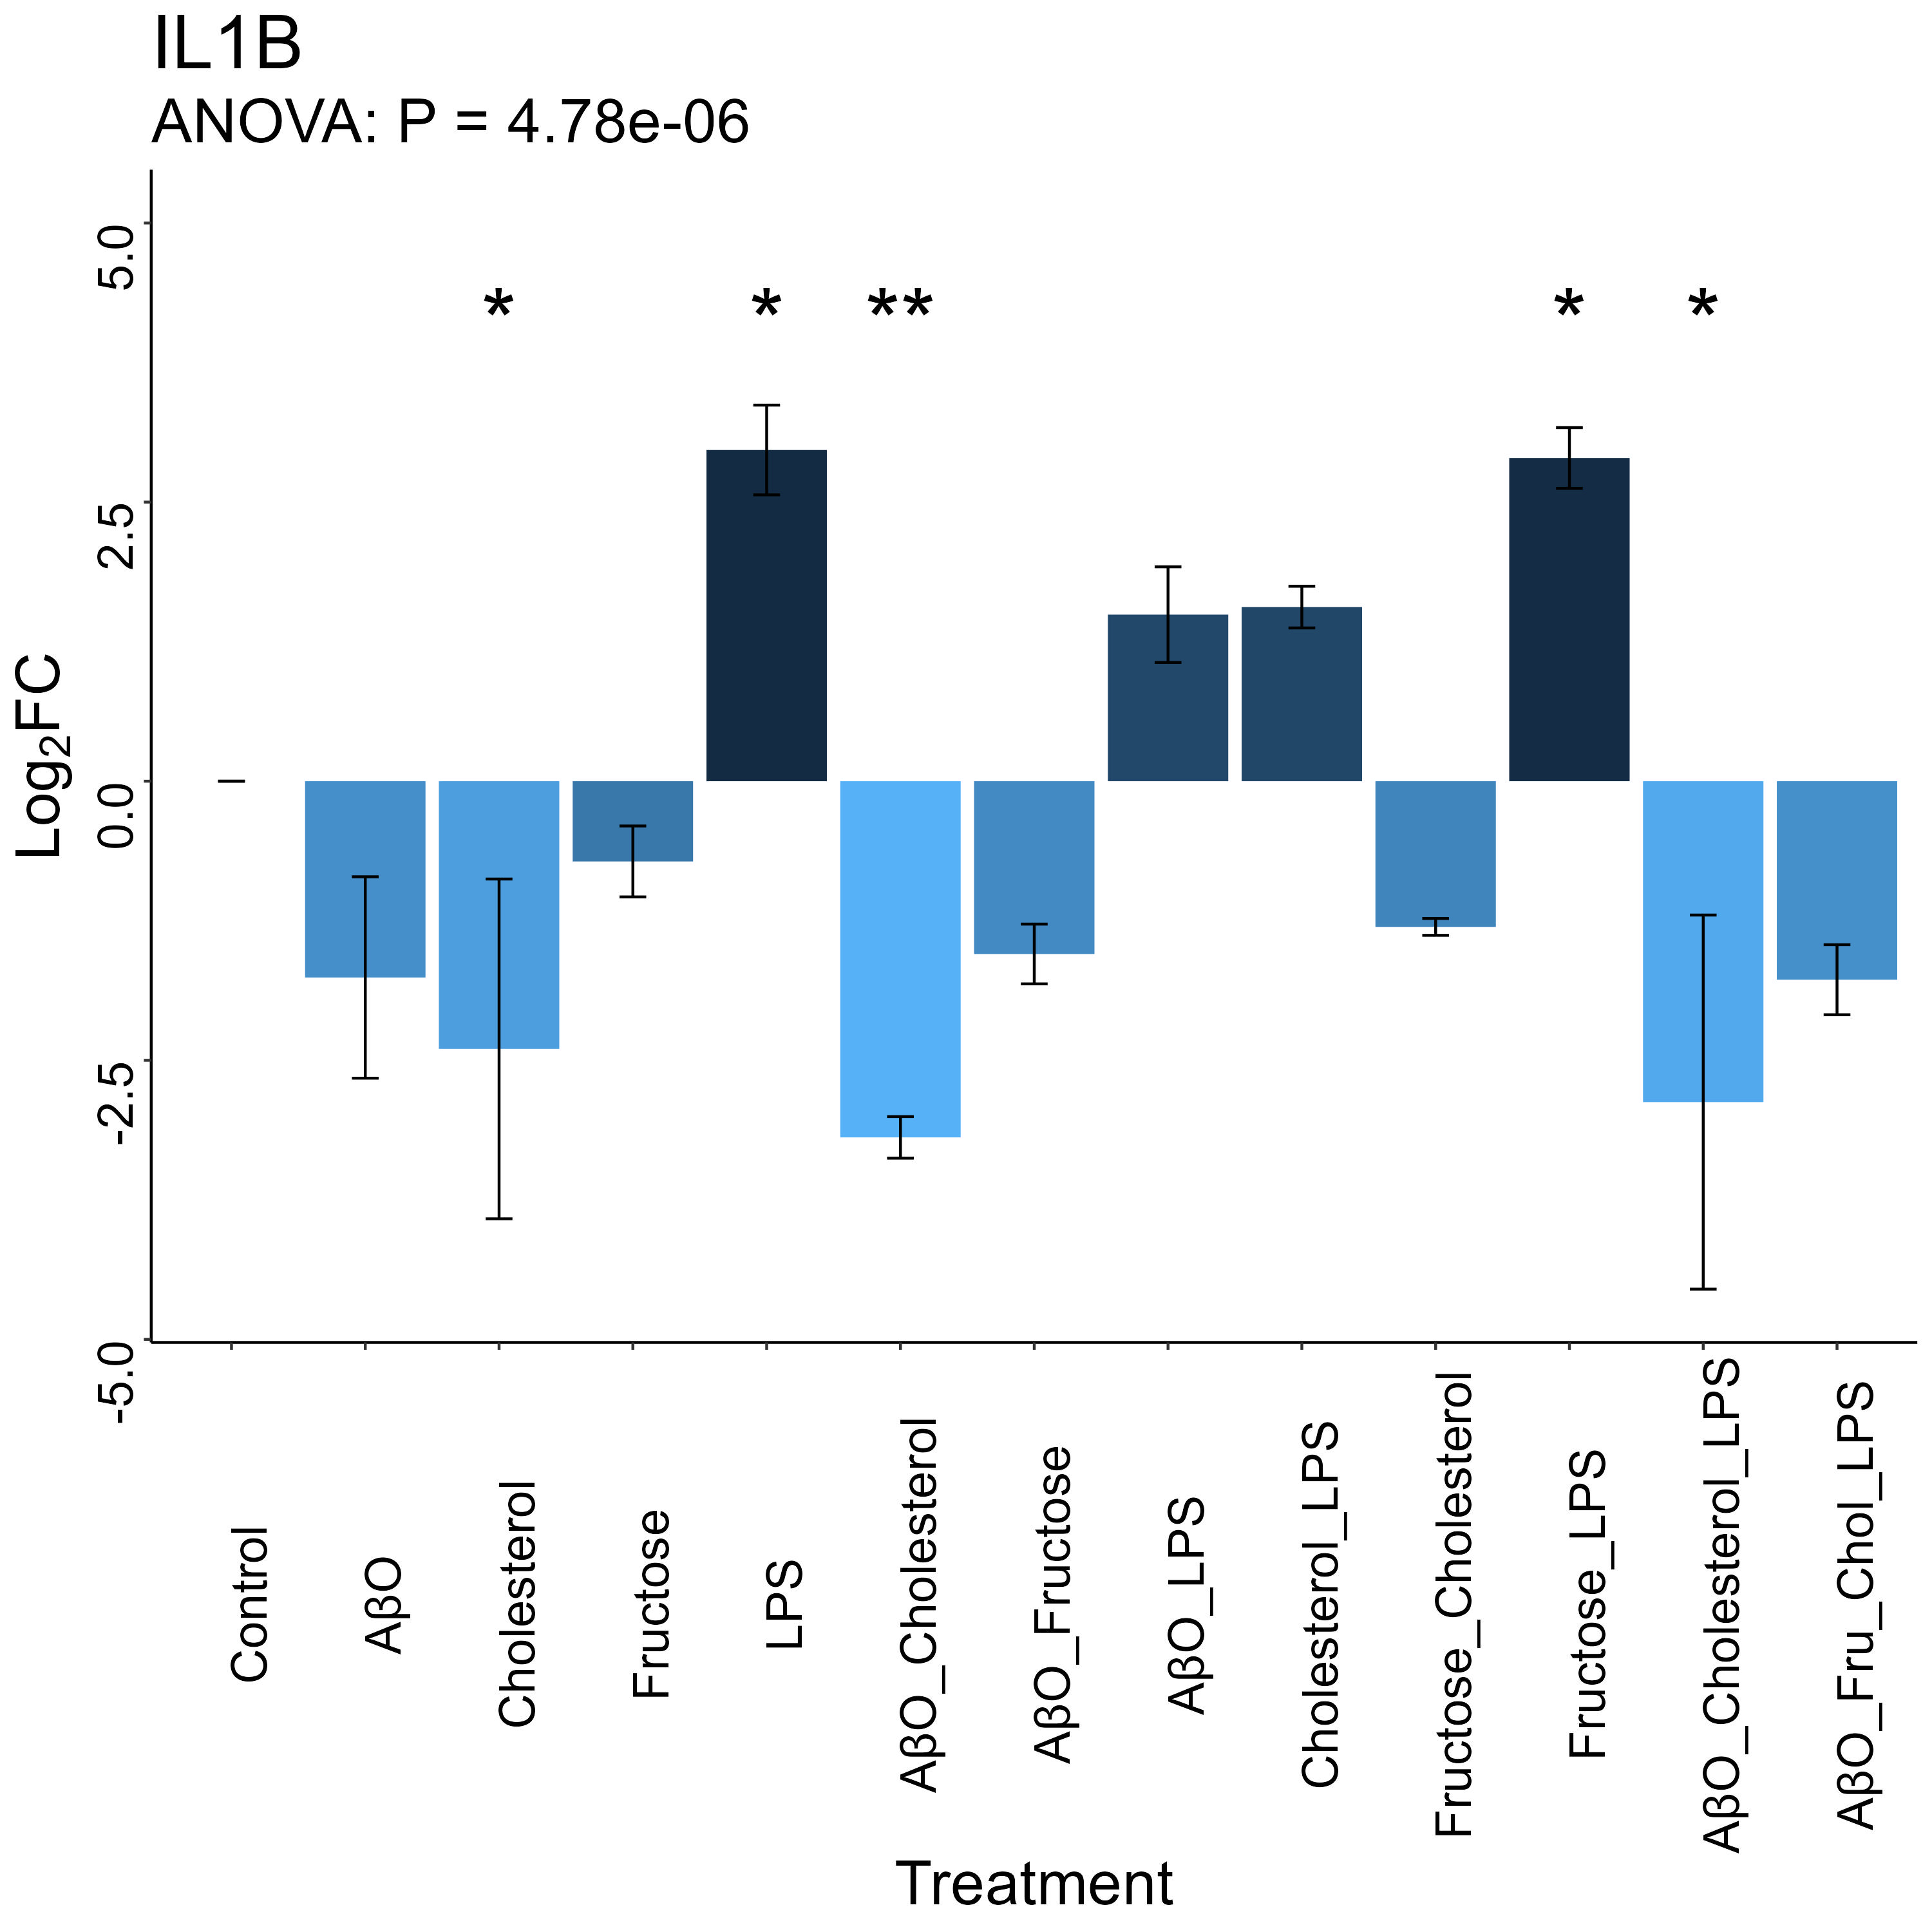 IL1B
ANOVA: P = 4.78e-06
*
*
**
*
*
Log₂FC
5.0
2.5
0.0
-2.5
-5.0
Control
AβO
Cholesterol
Fructose
LPS
AβO_Cholesterol
AβO_Fructose
AβO_LPS
Cholesterol_LPS
Fructose_Cholesterol
Fructose_LPS
AβO_Cholesterol_LPS
AβO_Fru_Chol_LPS
Treatment